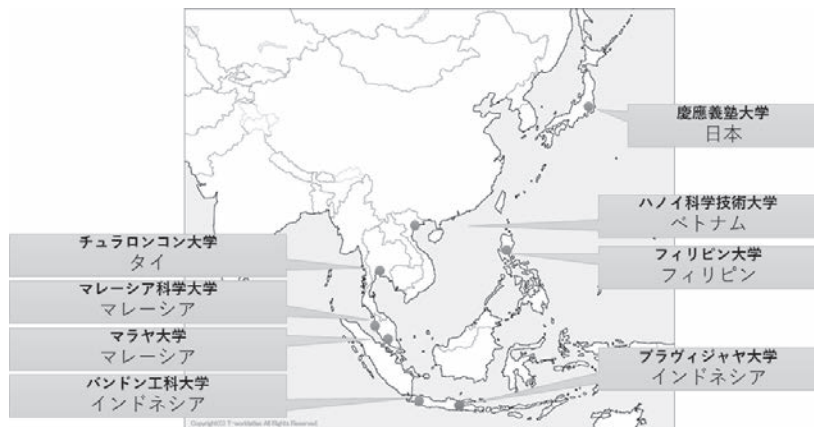 慶應義塾大学
日本
ハノイ科学技術大学
ベトナム
チュラロンコン大学
タイ
フィリピン大学
フィリピン
マレーシア科学大学
マレーシア
マラヤ大学
マレーシア
バンドン工科大学
インドネシア
ブラヴィジャヤ大学
インドネシア
All Rights Reserved.